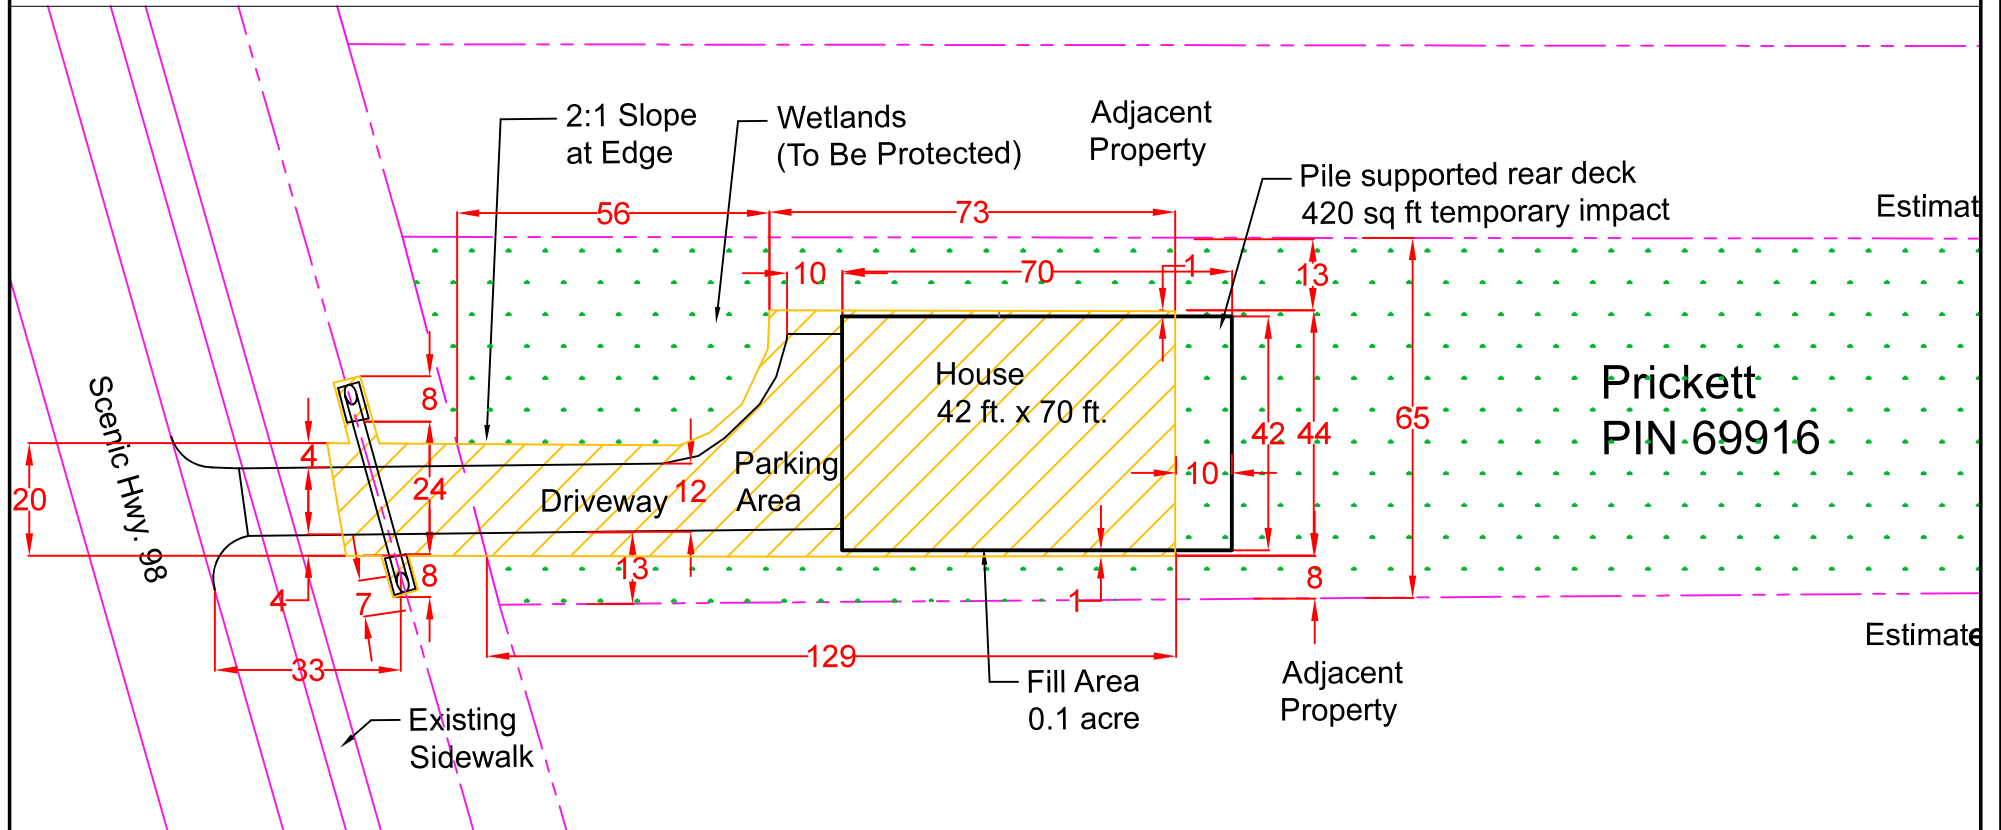 2:1 Slope
at Edge
Wetlands
(To Be Protected)
Adjacent
Property
Pile supported rear deck
420 sq ft temporary impact
Estimat
56
73
10
70
1
13
House
42 ft. x 70 ft.
Prickett
PIN 69916
Scenic Hwy. 98
8
4
24
20
12
Parking
Area
Driveway
42
44
65
10
13
8
4
7
1
8
33
129
Estimate
Fill Area
0.1 acre
Adjacent
Property
Existing
Sidewalk